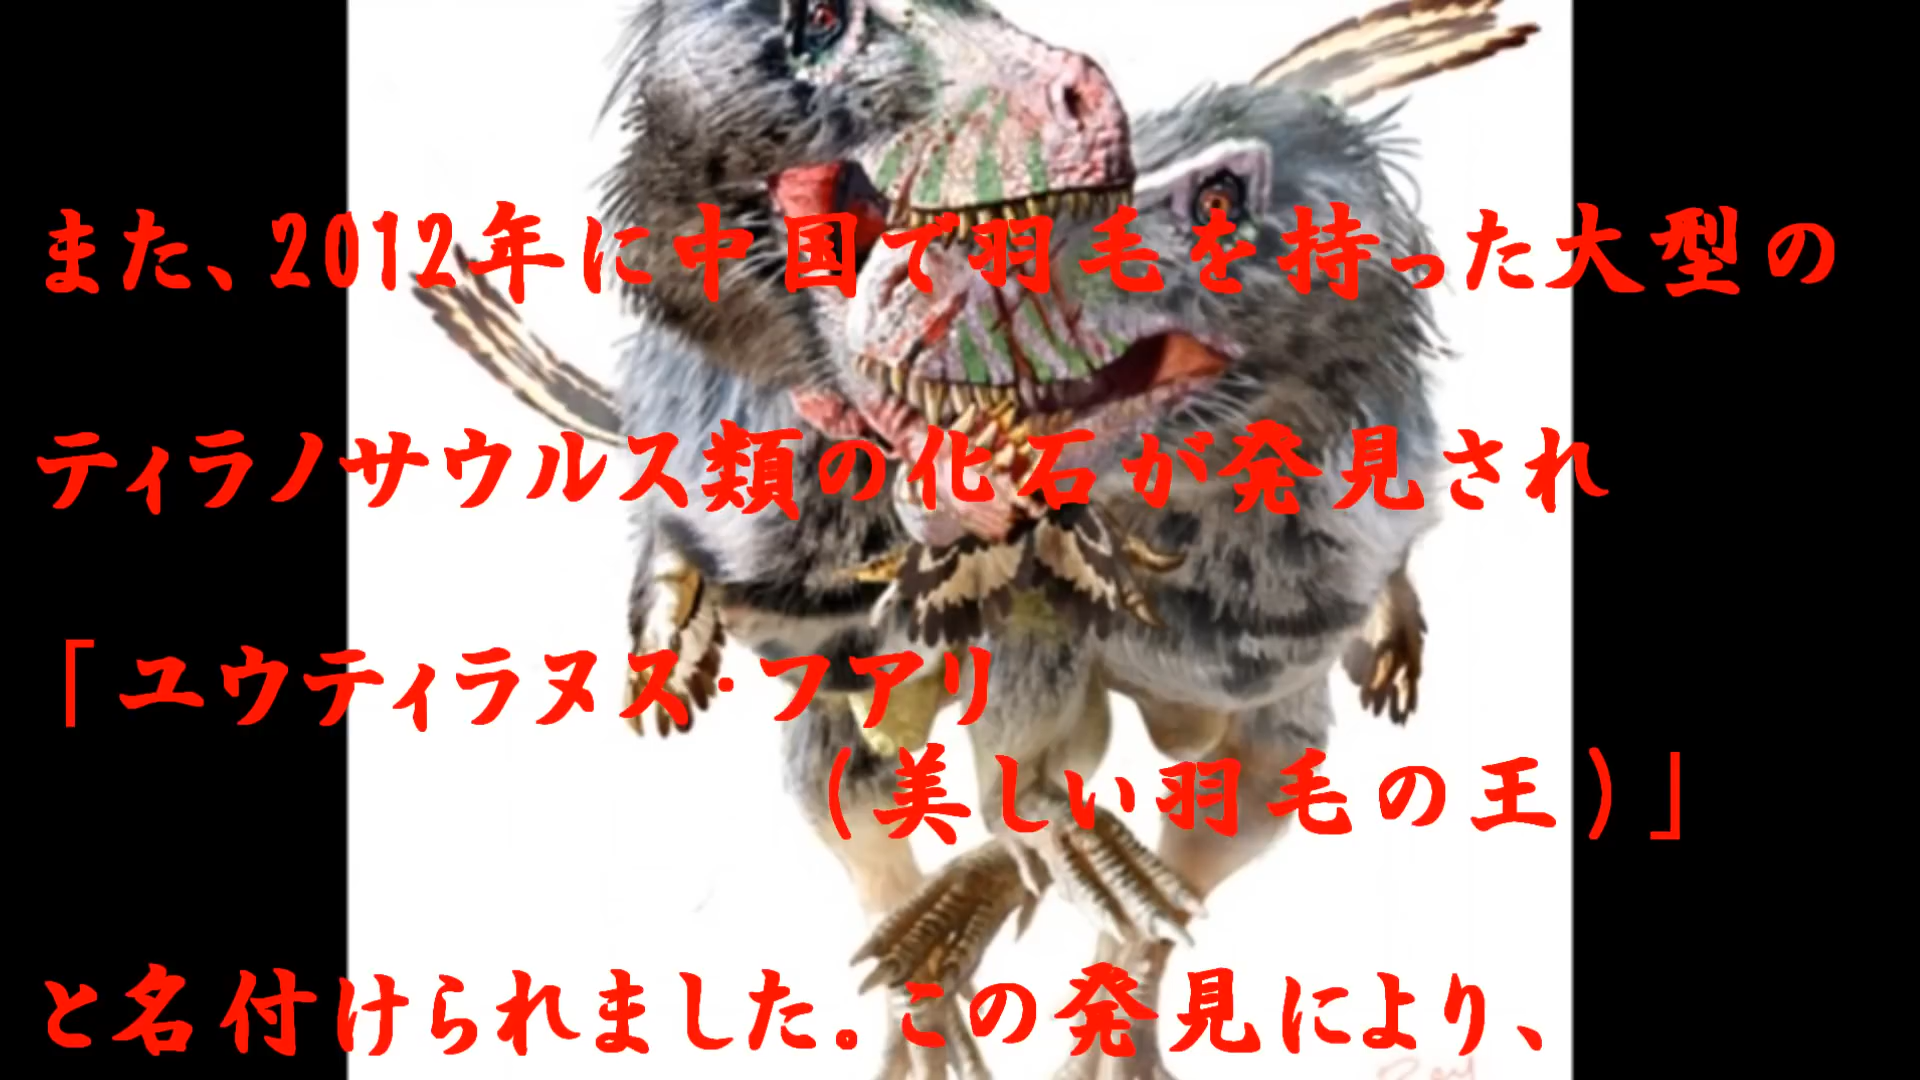 また、2012年に中国で羽毛を持った大型の
ティラノサウルス類の化石が発見され
「ユウティラヌス・フアリ
(美しい羽毛の王)」
と名付けられました。この発見により、